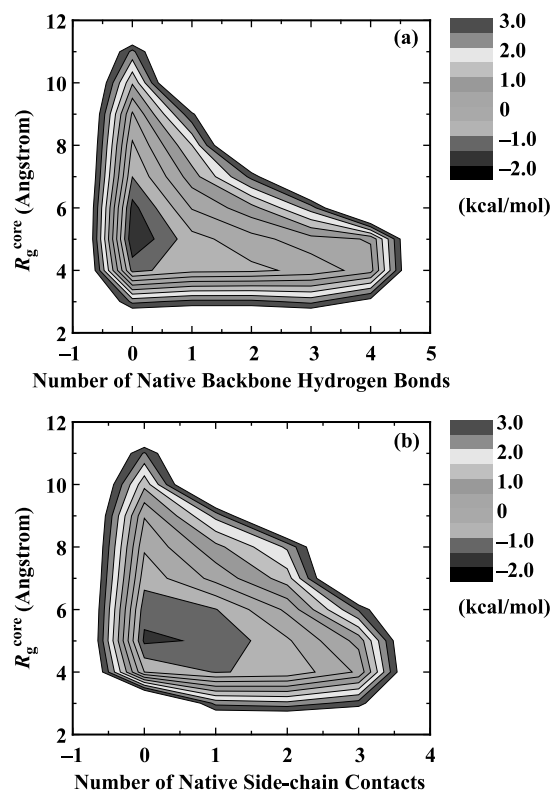 12
(a)
10
8
6
4
2
R_g^core (Angstrom)
–1 0 1 2 3 4 5
Number of Native Backbone Hydrogen Bonds
3.0
2.0
1.0
0
–1.0
–2.0
(kcal/mol)
12
(b)
10
8
6
4
2
R_g^core (Angstrom)
–1 0 1 2 3 4
Number of Native Side-chain Contacts
3.0
2.0
1.0
0
–1.0
–2.0
(kcal/mol)